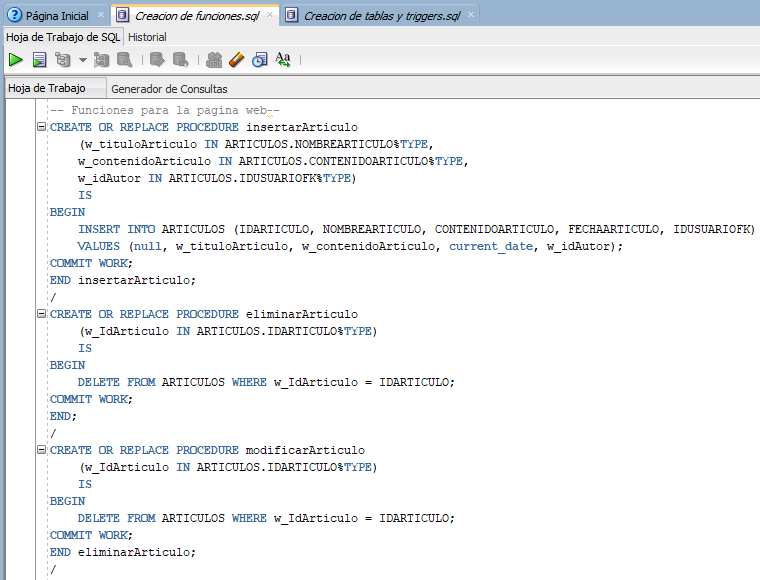 Página Inicial Creacion de funciones.sql Creacion de tablas y triggers.sql
Hoja de Trabajo de SQL Historial
Aa
Hoja de Trabajo Generador de Consultas
-- Funciones para la pagina web--
CREATE OR REPLACE PROCEDURE insertarArticulo
(w_tituloArticulo IN ARTICULOS.NOMBREARTICULO%TYPE,
w_contenidoArticulo IN ARTICULOS.CONTENIDOARTICULO%TYPE,
w_idAutor IN ARTICULOS.IDUSUARIOFK%TYPE)
IS
BEGIN
INSERT INTO ARTICULOS (IDARTICULO, NOMBREARTICULO, CONTENIDOARTICULO, FECHAARTICULO, IDUSUARIOFK)
VALUES (null, w_tituloArticulo, w_contenidoArticulo, current_date, w_idAutor);
COMMIT WORK;
END insertarArticulo;
/
CREATE OR REPLACE PROCEDURE eliminarArticulo
(w_IdArticulo IN ARTICULOS.IDARTICULO%TYPE)
IS
BEGIN
DELETE FROM ARTICULOS WHERE w_IdArticulo = IDARTICULO;
COMMIT WORK;
END;
/
CREATE OR REPLACE PROCEDURE modificarArticulo
(w_IdArticulo IN ARTICULOS.IDARTICULO%TYPE)
IS
BEGIN
DELETE FROM ARTICULOS WHERE w_IdArticulo = IDARTICULO;
COMMIT WORK;
END eliminarArticulo;
/